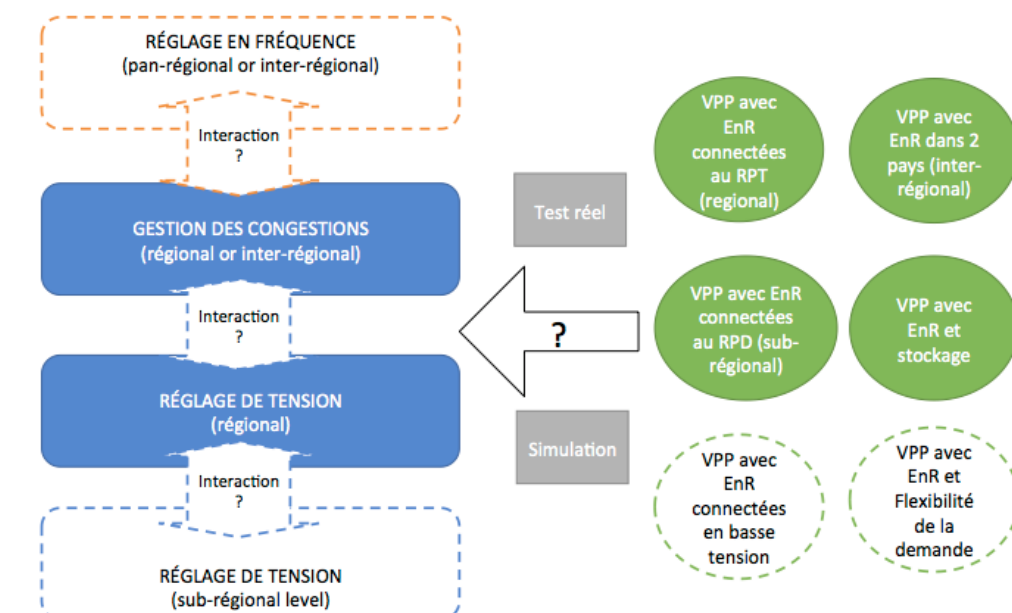 RÉGLAGE EN FRÉQUENCE
(pan-régional or inter-régional)
Interaction
?
GESTION DES CONGESTIONS
(régional or inter-régional)
Interaction
?
RÉGLAGE DE TENSION
(régional)
Interaction
?
RÉGLAGE DE TENSION
(sub-régional level)
Test réel
?
Simulation
VPP avec
EnR
connectées
au RPT
(regional)
VPP avec
EnR dans 2
pays (inter-
régional)
VPP avec EnR
connectées
au RPD (sub-
régional)
VPP avec
EnR et
stockage
VPP avec
EnR
connectées
en basse
tension
VPP avec
EnR et
Flexibilité
de la
demande